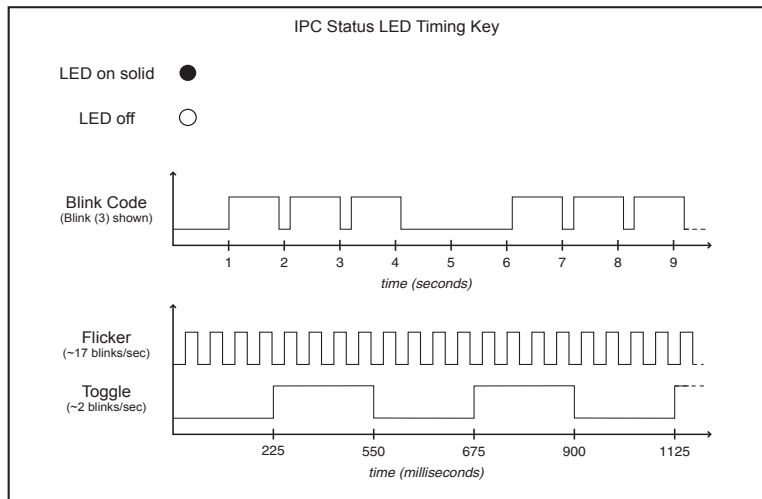 IPC Status LED Timing Key
LED on solid
LED off
Blink Code
(Blink (3) shown)
1 2 3 4 5 6 7 8 9
time (seconds)
Flicker
(~17 blinks/sec)
Toggle
(~2 blinks/sec)
225 550 675 900 1125
time (milliseconds)